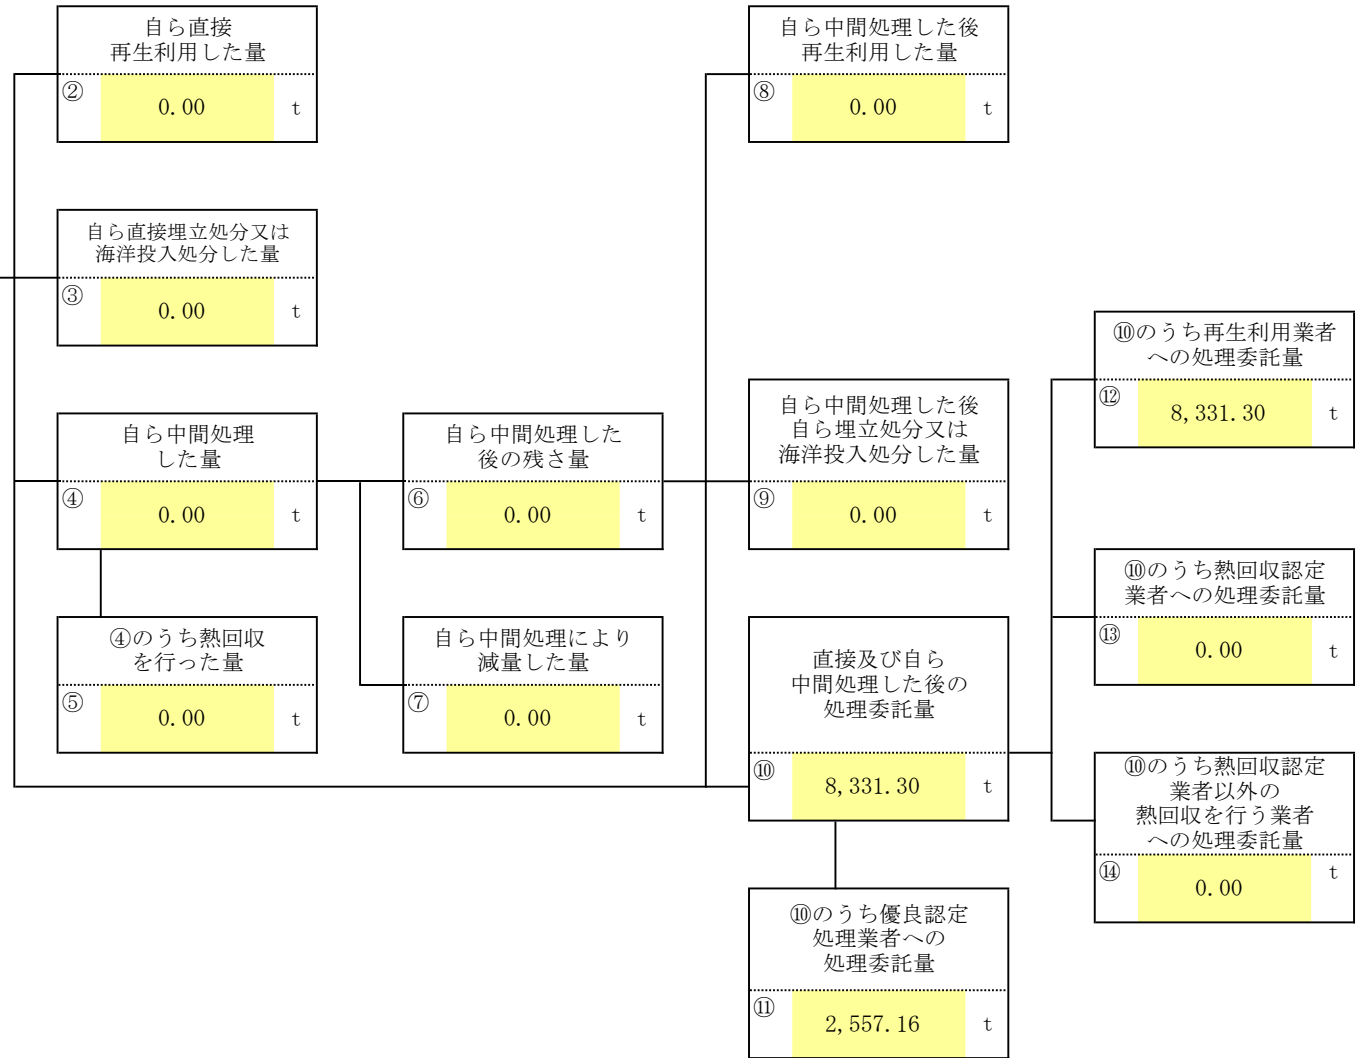 自ら直接
再生利用した量
② 0.00 t
自ら中間処理した後
再生利用した量
⑧ 0.00 t
自ら直接埋立処分又は
海洋投入処分した量
③ 0.00 t
⑩のうち再生利用業者
への処理委託量
⑫ 8,331.30 t
自ら中間処理
した量
④ 0.00 t
自ら中間処理した
後の残さ量
⑥ 0.00 t
自ら中間処理した後
自ら埋立処分又は
海洋投入処分した量
⑨ 0.00 t
⑩のうち熱回収認定
業者への処理委託量
⑬ 0.00 t
④のうち熱回収
を行った量
⑤ 0.00 t
自ら中間処理により
減量した量
⑦ 0.00 t
直接及び自ら
中間処理した後の
処理委託量
⑩ 8,331.30 t
⑩のうち熱回収認定
業者以外の
熱回収を行う業者
への処理委託量
⑭ 0.00 t
⑩のうち優良認定
処理業者への
処理委託量
⑪ 2,557.16 t